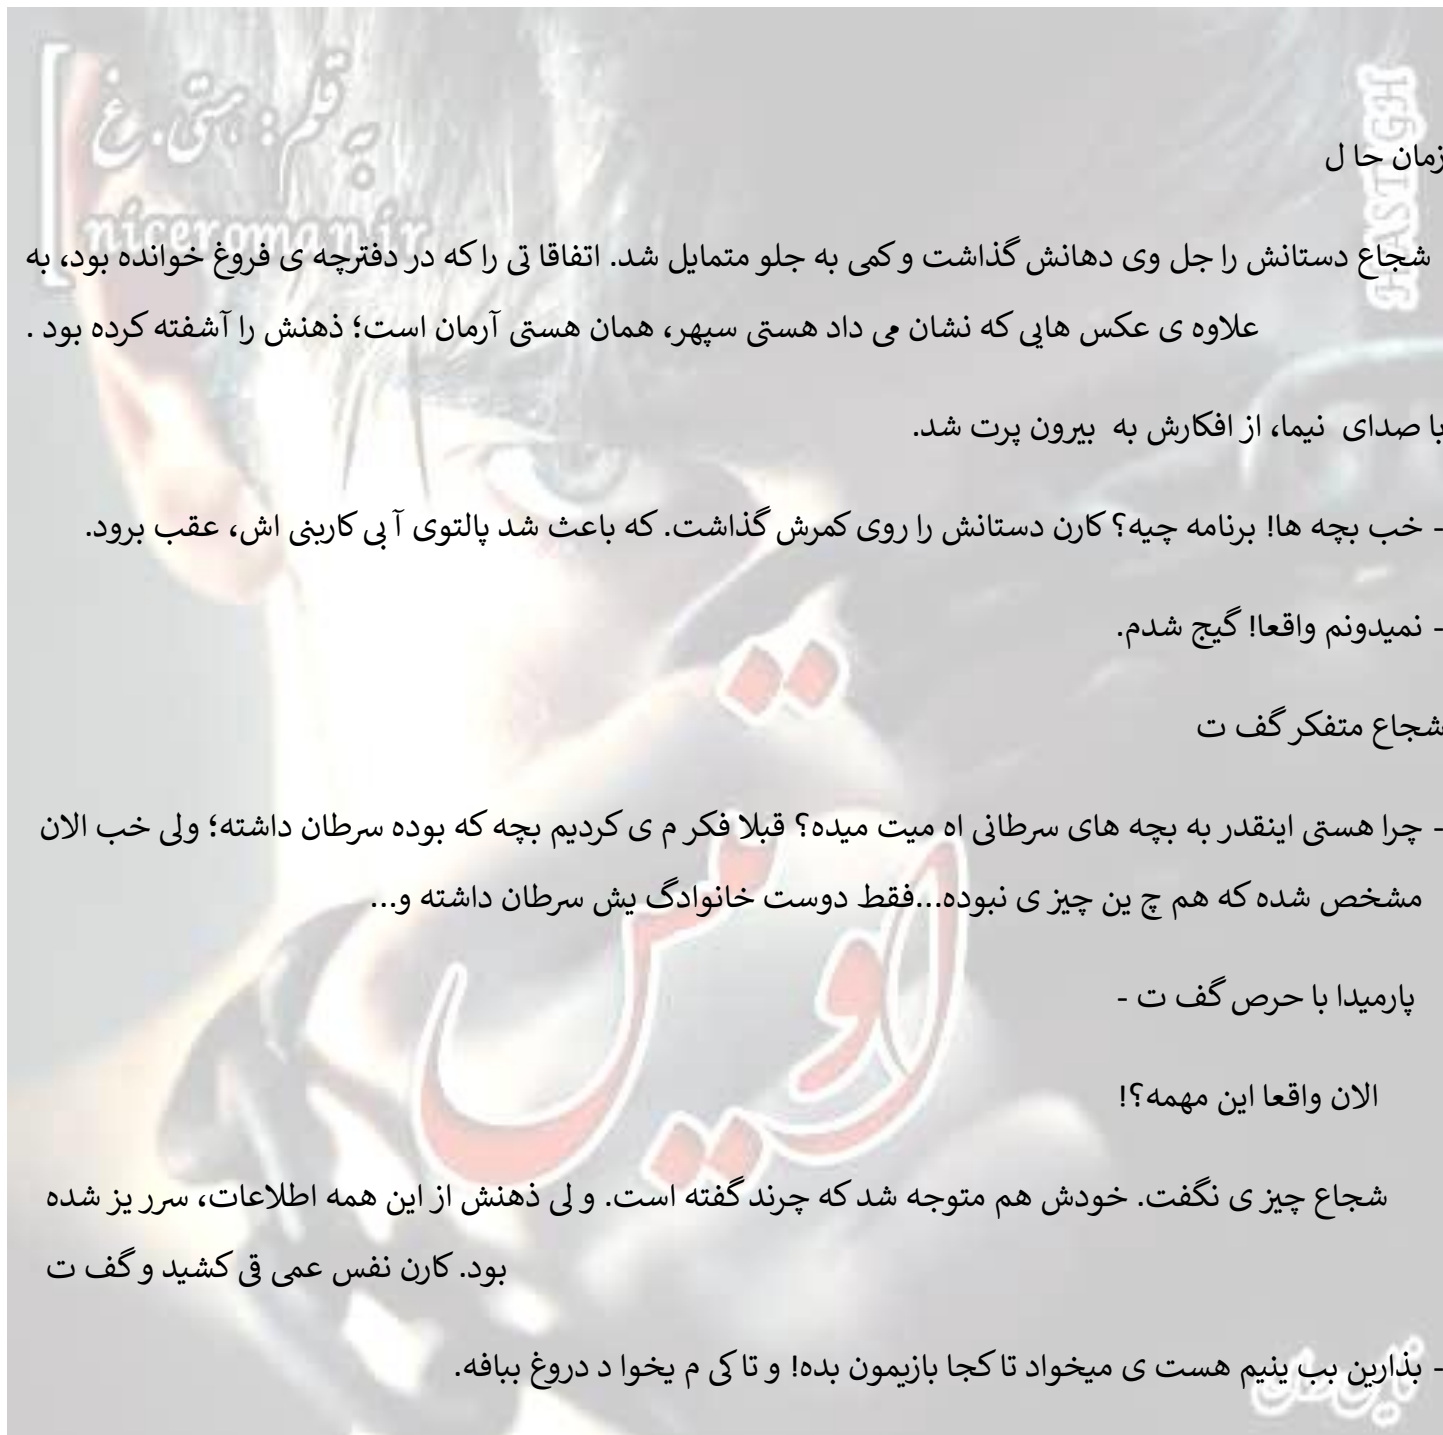 به قلم: هستی. غ
niceroman.ir
HASTI GH
زمان حا ل
شجاع دستانش را جل وی دهانش گذاشت و کمی به جلو متمایل شد. اتفاقا تی را که در دفترچه ی فروغ خوانده بود، به
علاوه ی عکس هایی که نشان می داد هستی سپهر، همان هستی آرمان است؛ ذهنش را آشفته کرده بود .
با صدای نیما، از افکارش به بیرون پرت شد.
- خب بچه ها! برنامه چیه؟ کارن دستانش را روی کمرش گذاشت. که باعث شد پالتوی آ بی کاربنی اش، عقب برود.
- نمیدونم واقعا! گیج شدم.
شجاع متفکر گف ت
- چرا هستی اینقدر به بچه های سرطانی اه میت میده؟ قبلا فکر م ی کردیم بچه که بوده سرطان داشته؛ ولی خب الان
مشخص شده که هم چ ین چیز ی نبوده...فقط دوست خانوادگ یش سرطان داشته و...
پارمیدا با حرص گف ت -
الان واقعا این مهمه؟!
شجاع چیز ی نگفت. خودش هم متوجه شد که چرند گفته است. و لی ذهنش از این همه اطلاعات، سرر یز شده
بود. کارن نفس عمی قی کشید و گف ت
- بذارین بب ینیم هست ی میخواد تا کجا بازیمون بده! و تا کی م یخوا د دروغ ببافه.